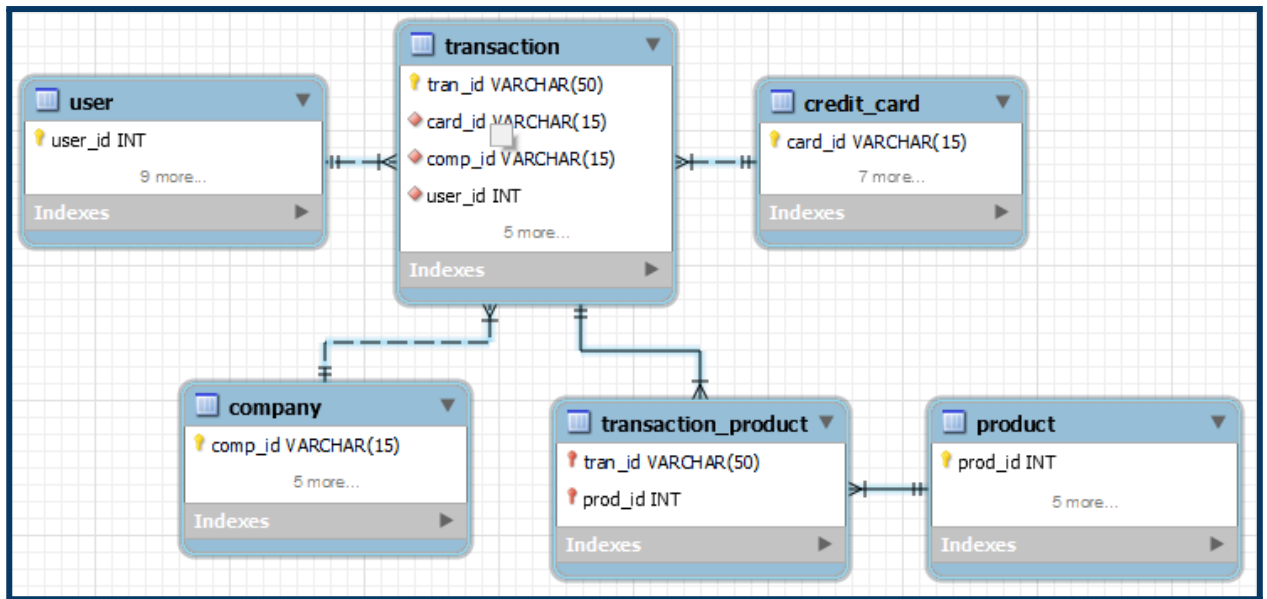 transaction
tran_id VARCHAR(50)
card_id VARCHAR(15)
comp_id VARCHAR(15)
user_id INT
5 more...
Indexes
user
user_id INT
9 more...
Indexes
credit_card
card_id VARCHAR(15)
7 more...
Indexes
company
comp_id VARCHAR(15)
5 more...
Indexes
transaction_product
tran_id VARCHAR(50)
prod_id INT
Indexes
product
prod_id INT
5 more...
Indexes